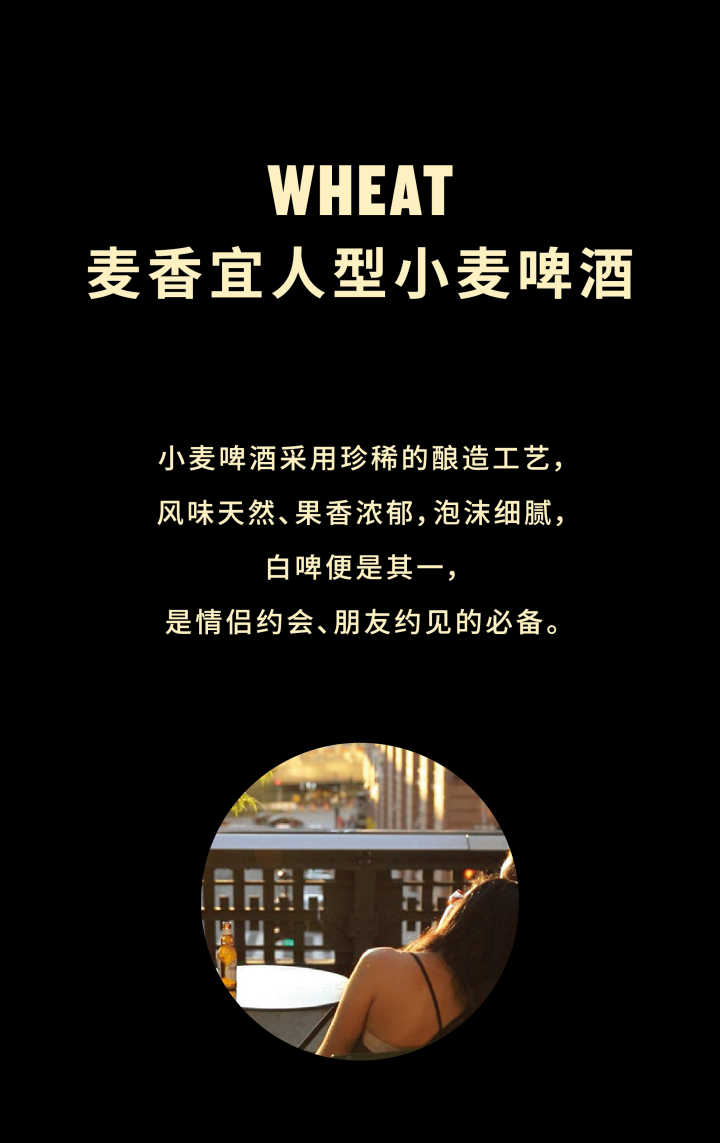 WHEAT
麦香宜人型小麦啤酒
小麦啤酒采用珍稀的酿造工艺，
风味天然、果香浓郁，泡沫细腻，
白啤便是其一，
是情侣约会、朋友约见的必备。